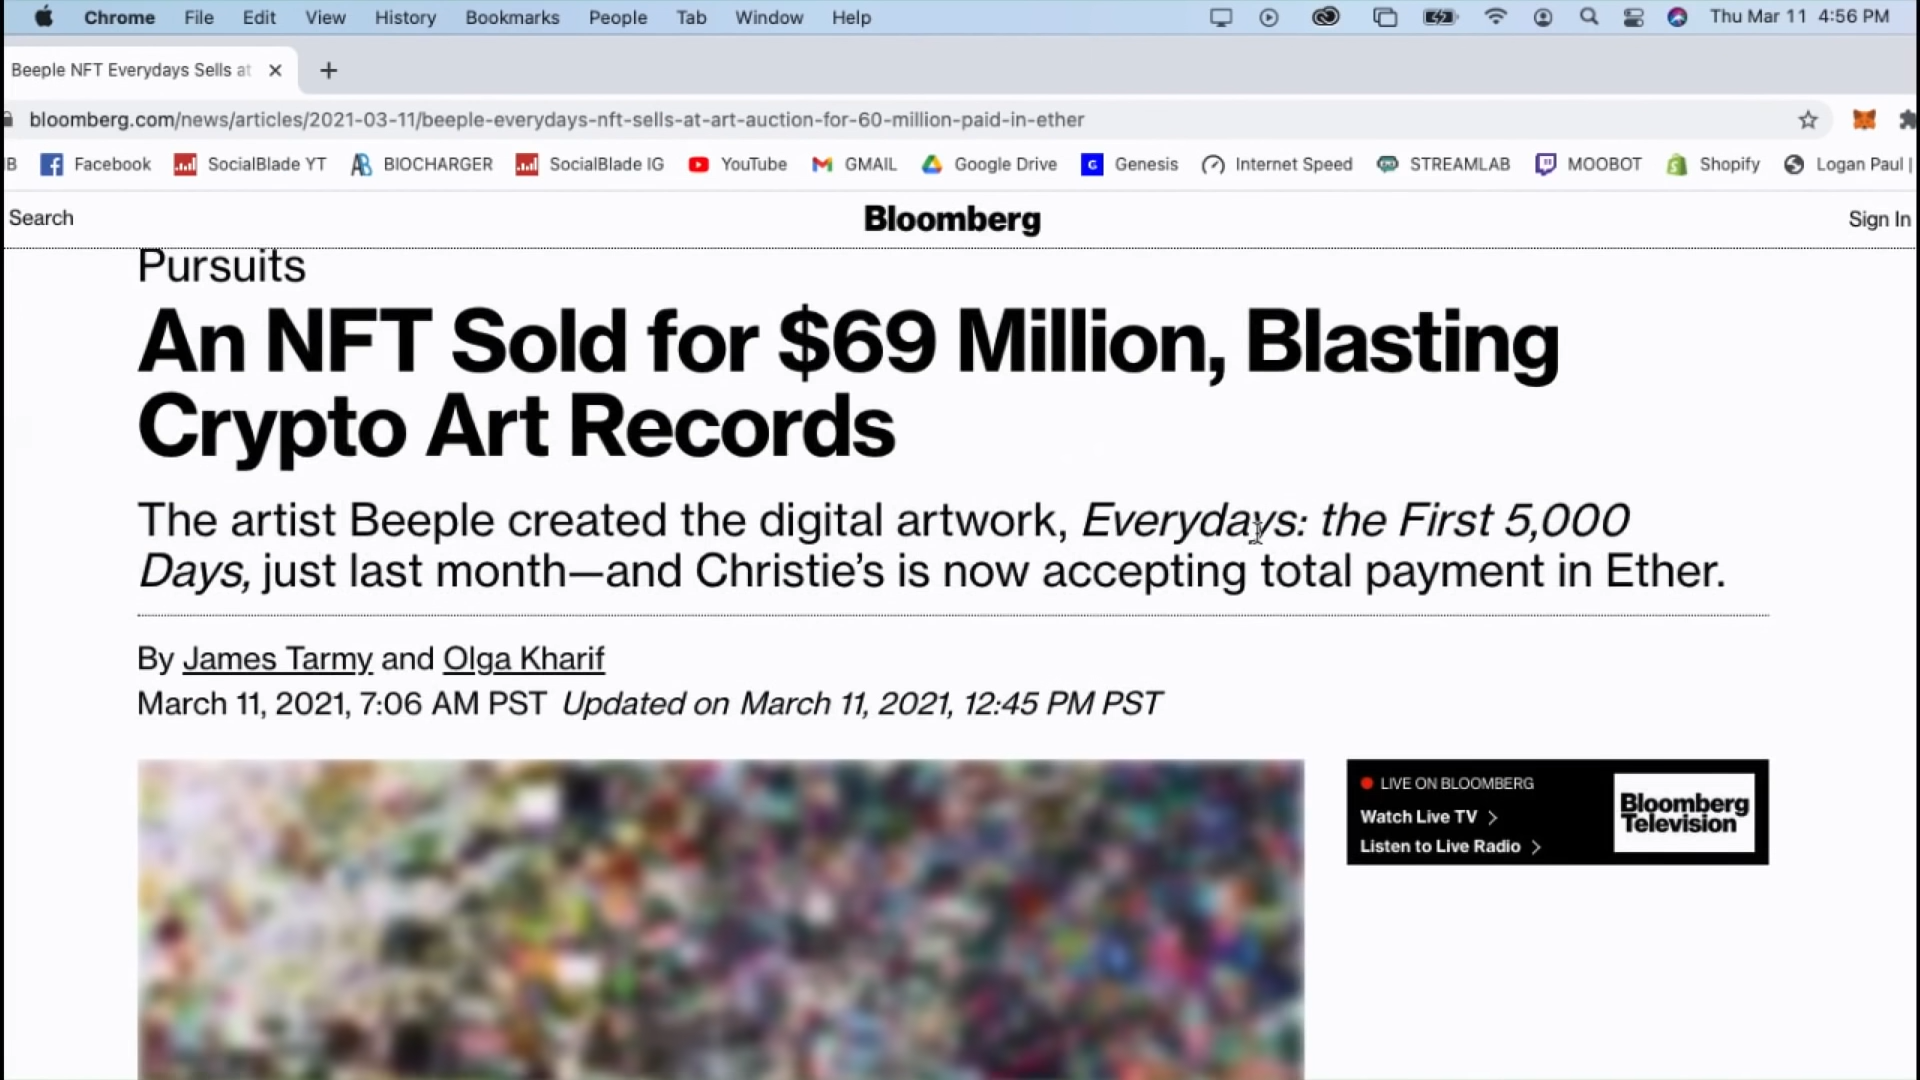 Chrome File Edit View History Bookmarks People Tab Window Help Thu Mar 11 4:56 PM
Beeple NFT Everydays Sells at
bloomberg.com/news/articles/2021-03-11/beeple-everydays-nft-sells-at-art-auction-for-60-million-paid-in-ether
Facebook SocialBlade YT BIOCHARGER SocialBlade IG YouTube GMAIL Google Drive Genesis Internet Speed STREAMLAB MOOBOT Shopify Logan Paul |
Search Bloomberg Sign In
Pursuits
An NFT Sold for $69 Million, Blasting
Crypto Art Records
The artist Beeple created the digital artwork, Everydays: the First 5,000
Days, just last month—and Christie’s is now accepting total payment in Ether.
By James Tarmy and Olga Kharif
March 11, 2021, 7:06 AM PST Updated on March 11, 2021, 12:45 PM PST
LIVE ON BLOOMBERG
Watch Live TV
Listen to Live Radio
Bloomberg
Television